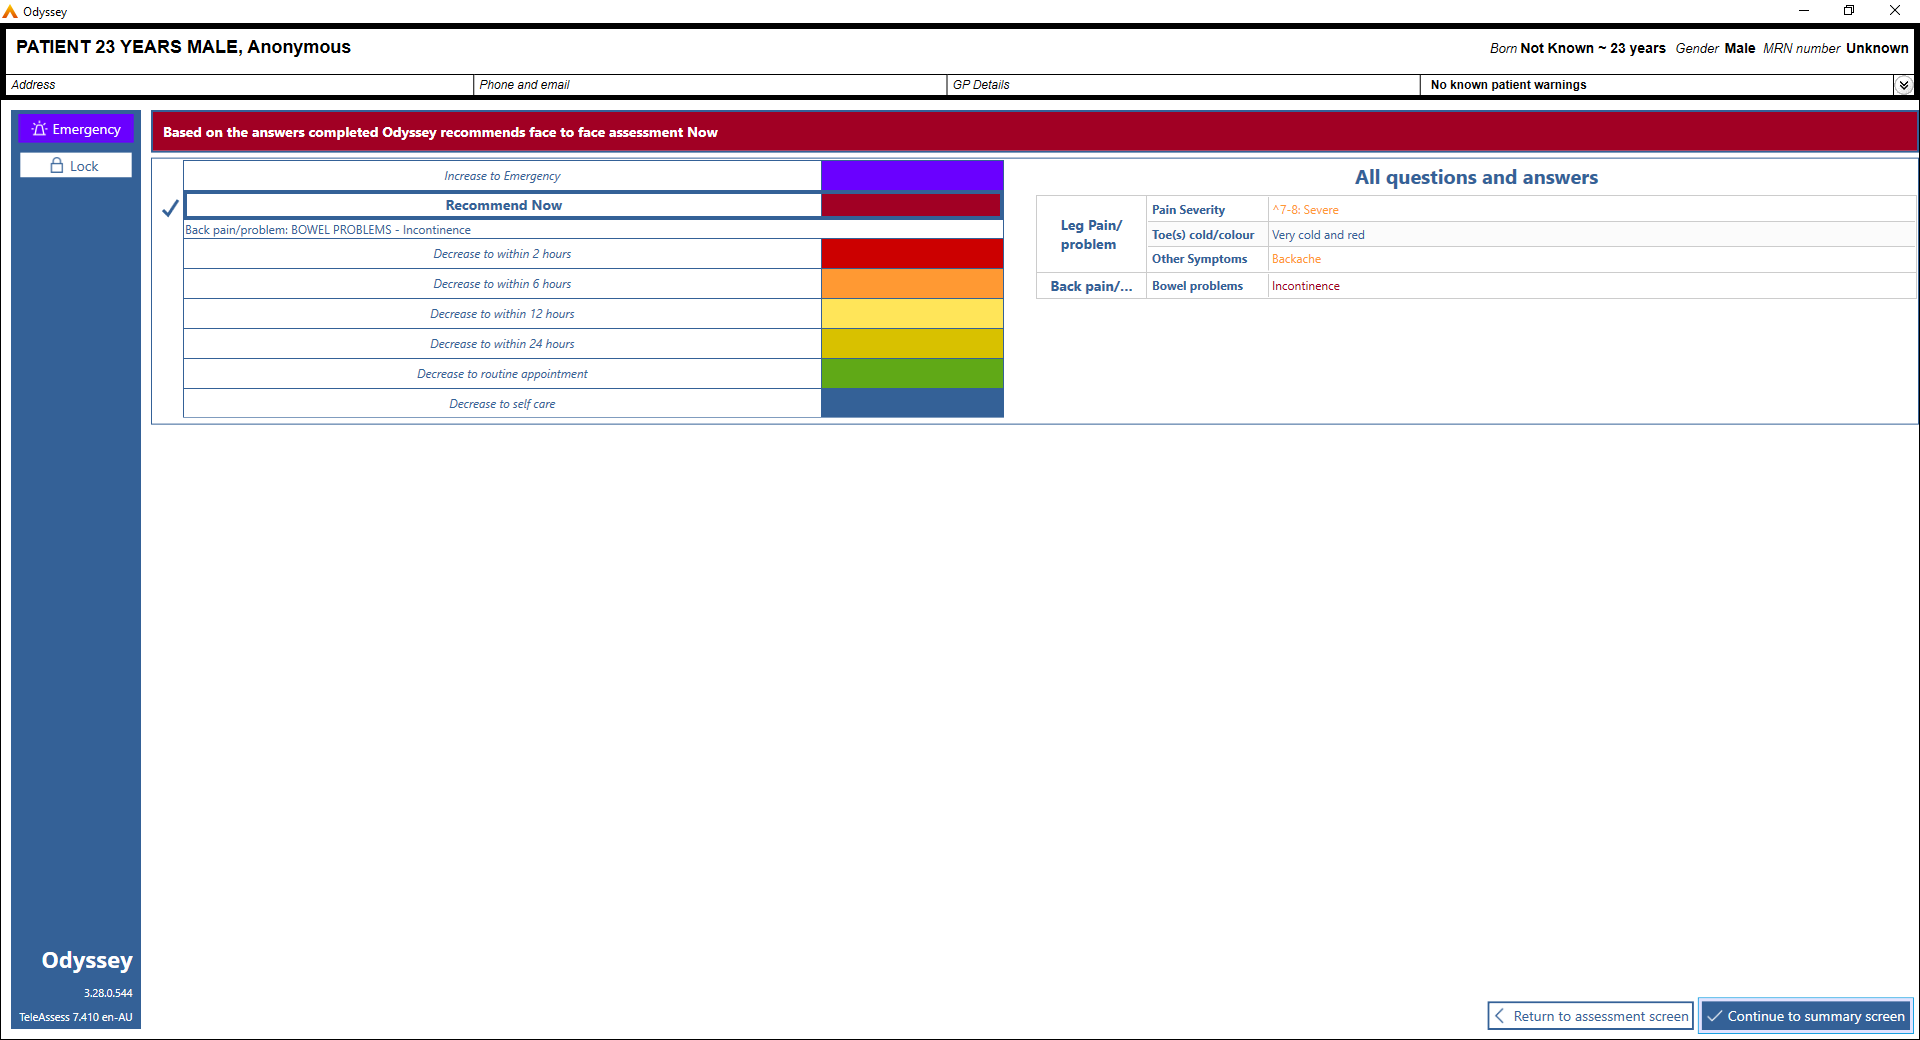 Odyssey
PATIENT 23 YEARS MALE, Anonymous
Born Not Known ~ 23 years Gender Male MRN number Unknown
Address
Phone and email
GP Details
No known patient warnings
Emergency
Lock
Based on the answers completed Odyssey recommends face to face assessment Now
Increase to Emergency
Recommend Now
Back pain/problem: BOWEL PROBLEMS - Incontinence
Decrease to within 2 hours
Decrease to within 6 hours
Decrease to within 12 hours
Decrease to within 24 hours
Decrease to routine appointment
Decrease to self care
All questions and answers
Leg Pain/
problem
Pain Severity ^7-8: Severe
Toe(s) cold/colour Very cold and red
Other Symptoms Backache
Back pain/... Bowel problems Incontinence
Odyssey
3.28.0.544
TeleAssess 7.410 en-AU
Return to assessment screen
Continue to summary screen